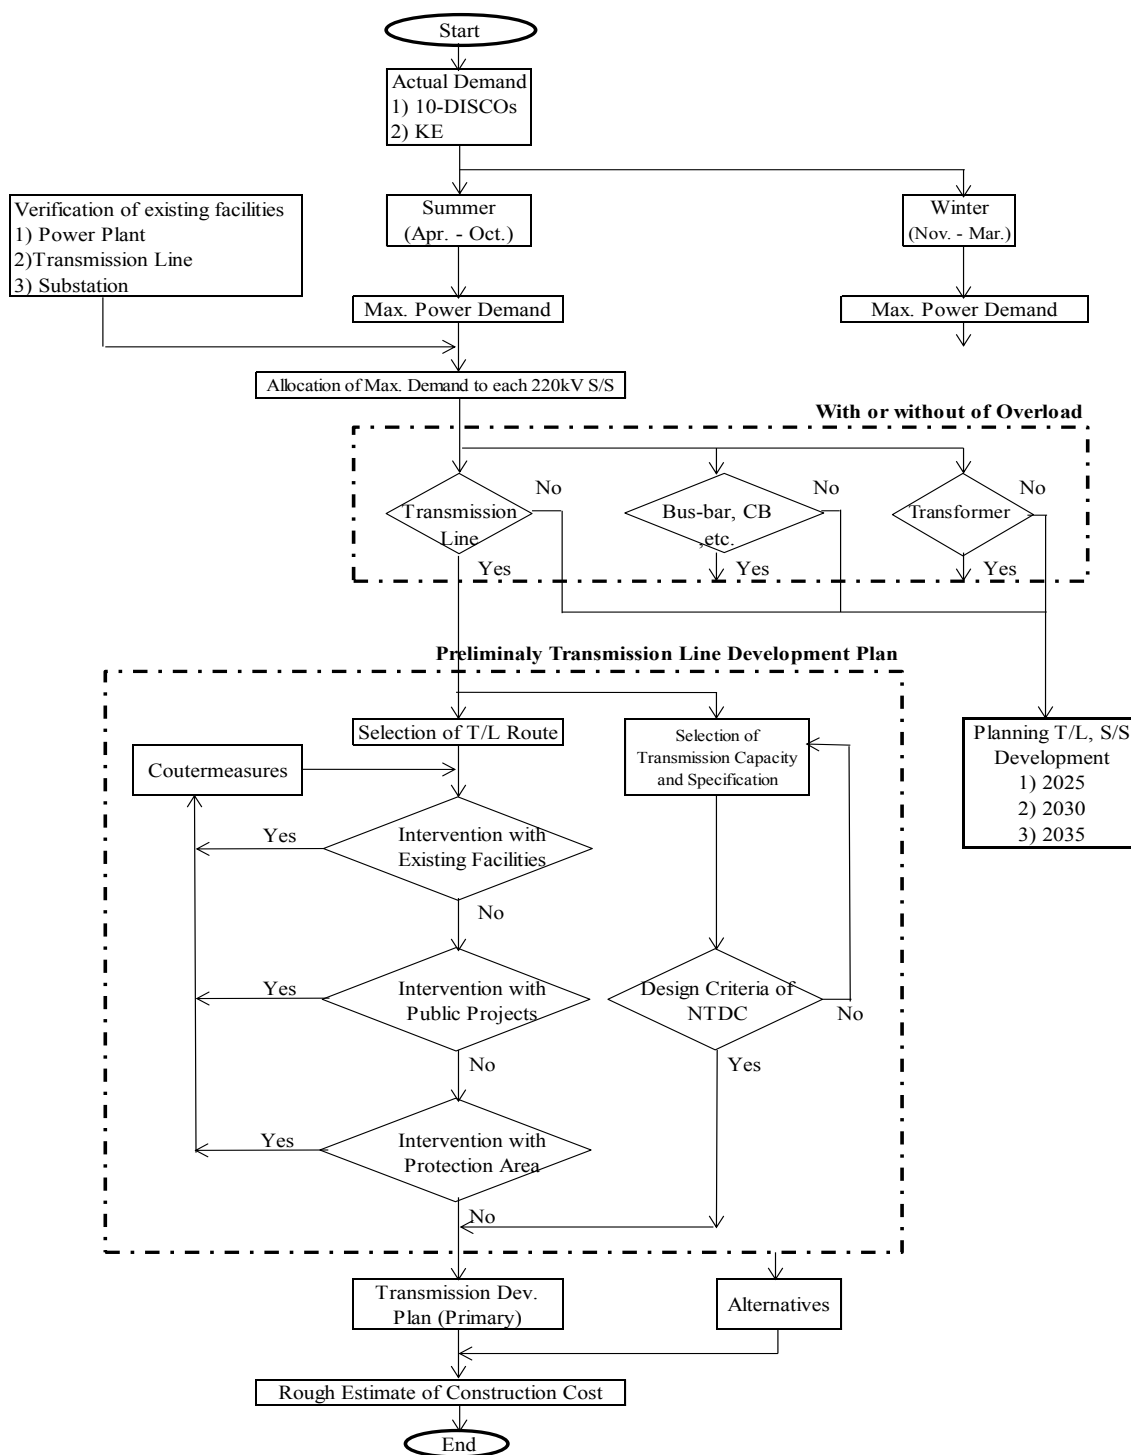 Start
Actual Demand
1) 10-DISCOs
2) KE
Verification of existing facilities
1) Power Plant
2)Transmission Line
3) Substation
Summer
(Apr. - Oct.)
Winter
(Nov. - Mar.)
Max. Power Demand
Max. Power Demand
Allocation of Max. Demand to each 220kV S/S
With or without of Overload
Transmission
Line
No
Yes
Bus-bar, CB
,etc.
No
Yes
Transformer
No
Yes
Preliminaly Transmission Line Development Plan
Selection of T/L Route
Selection of
Transmission Capacity
and Specification
Planning T/L, S/S
Development
1) 2025
2) 2030
3) 2035
Coutermeasures
Yes
Intervention with
Existing Facilities
No
Yes
Intervention with
Public Projects
No
Design Criteria of
NTDC
No
Yes
Yes
Intervention with
Protection Area
No
Transmission Dev.
Plan (Primary)
Alternatives
Rough Estimate of Construction Cost
End